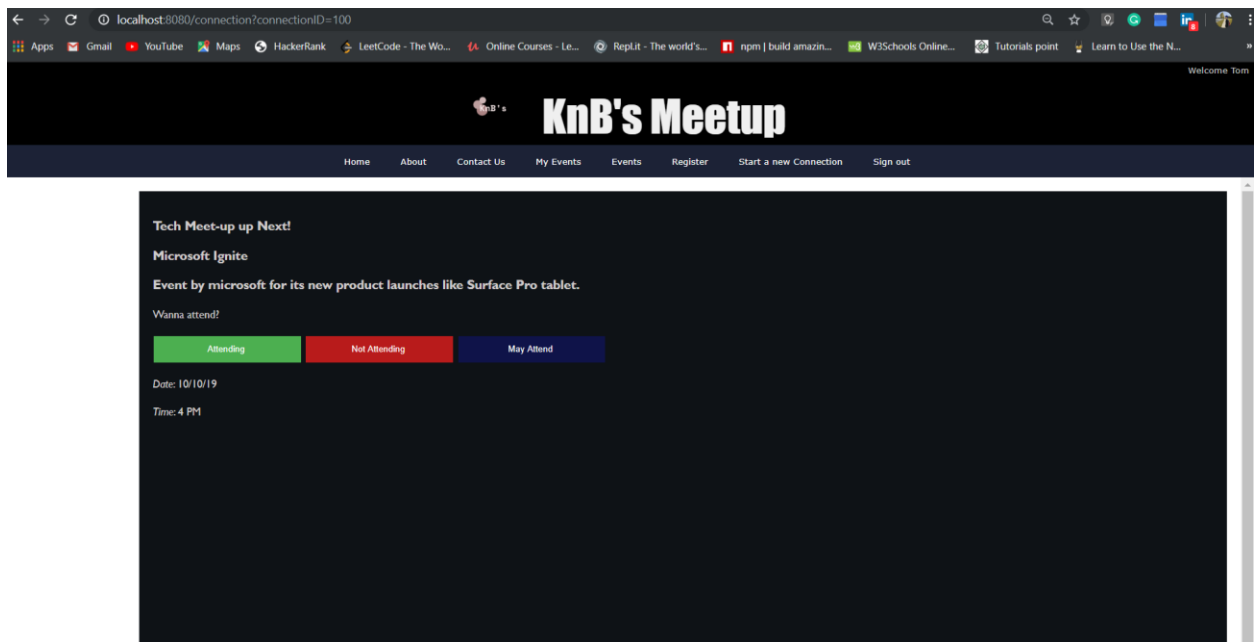 localhost:8080/connection?connectionID=100
Apps Gmail YouTube Maps HackerRank LeetCode - The Wo... Online Courses - Le... Repl.it - The world's... npm | build amazin... W3Schools Online... Tutorials point Learn to Use the N... »
Welcome Tom
KnB's KnB's Meetup
Home About Contact Us My Events Events Register Start a new Connection Sign out
Tech Meet-up up Next!
Microsoft Ignite
Event by microsoft for its new product launches like Surface Pro tablet.
Wanna attend?
Attending Not Attending May Attend
Date: 10/10/19
Time: 4 PM